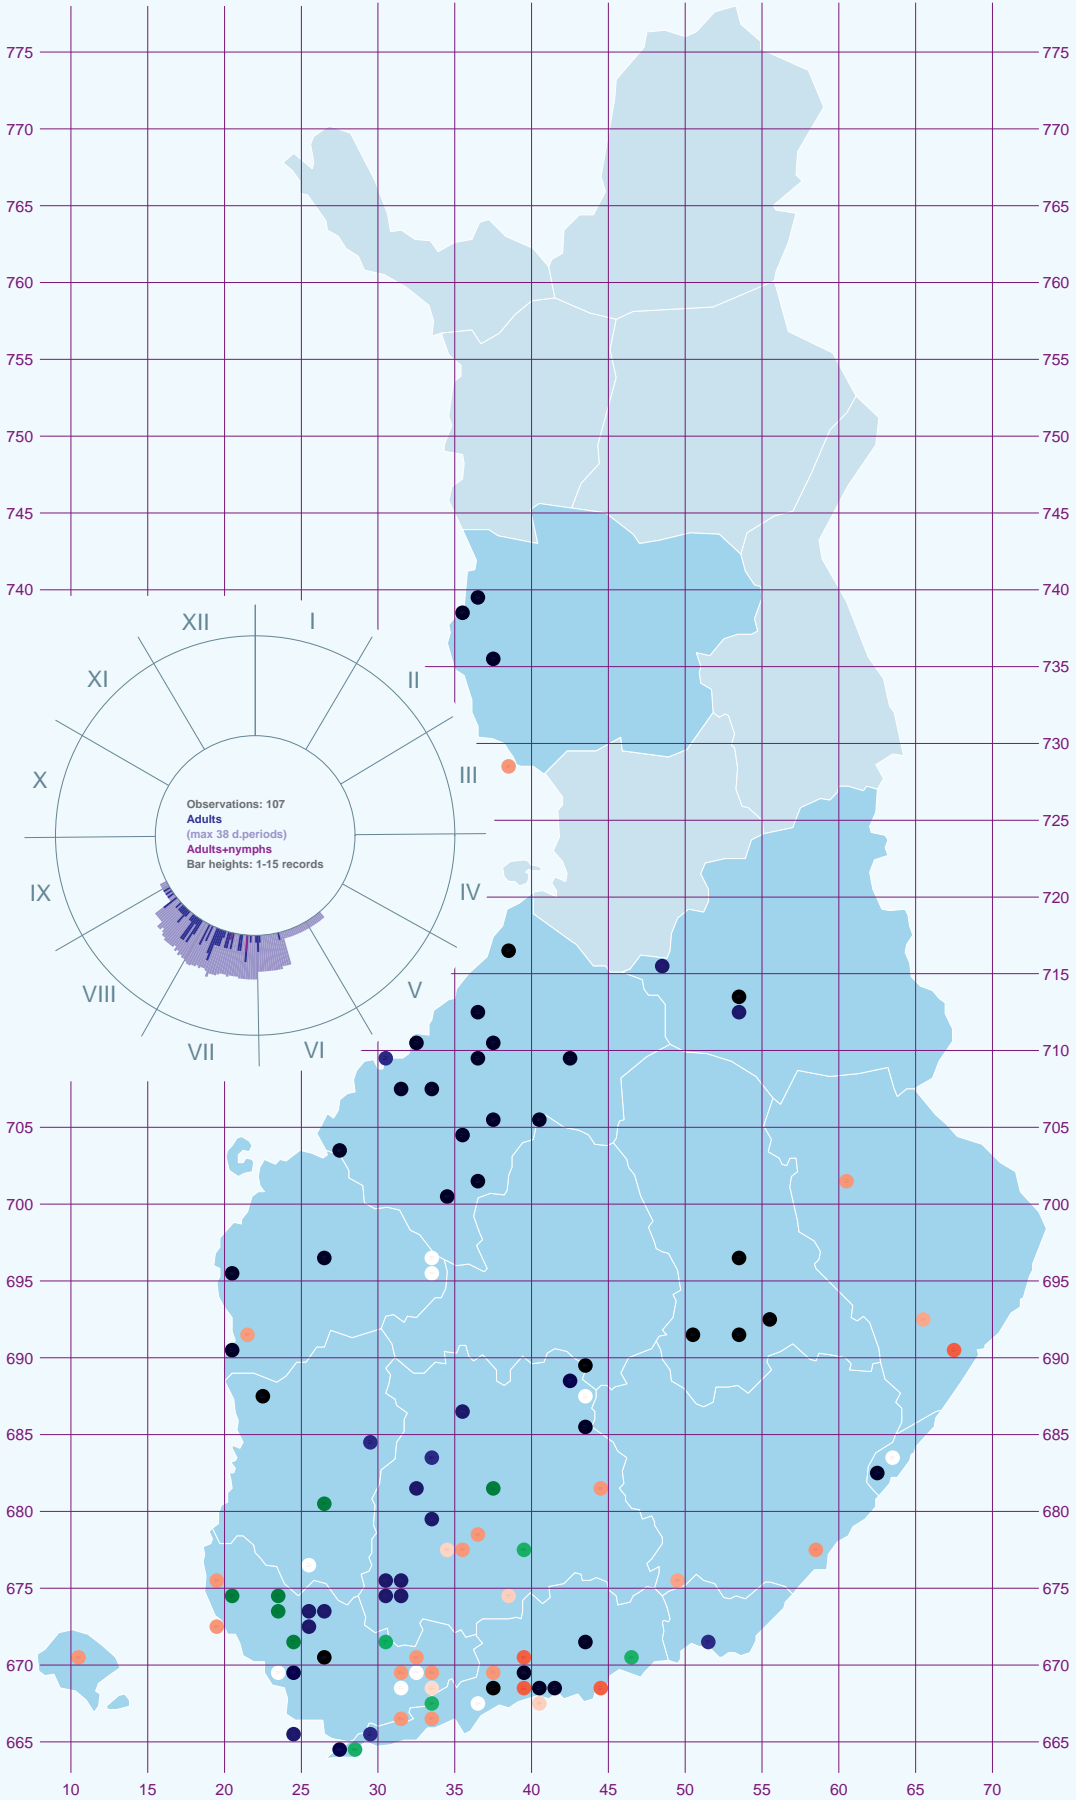 775 775
770 770
765 765
760 760
755 755
750 750
745 745
740 740
735
730
725
720
715
710
705 705
700 700
695 695
690 690
685 685
680 680
675 675
670 670
665 665
10 15 20 25 30 35 40 45 50 55 60 65 70
XII I
XI II
X III
IX IV
VIII V
VII VI
Observations: 107
Adults
(max 38 d.periods)
Adults+nymphs
Bar heights: 1-15 records